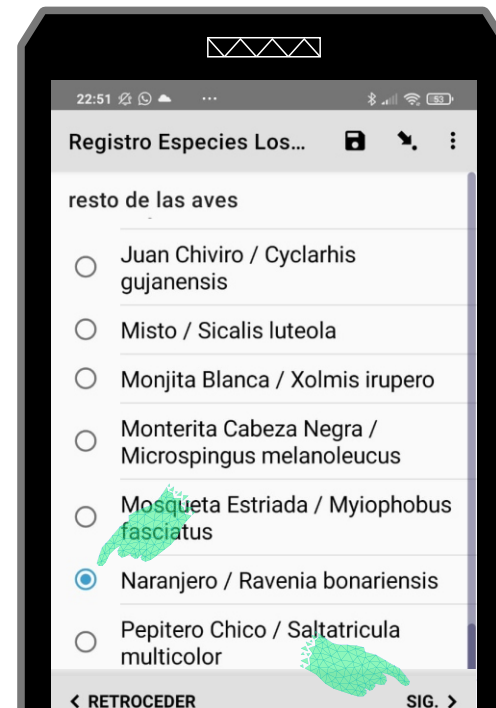 22:51 ...
53
Registro Especies Los...
resto de las aves
Juan Chiviro / Cyclarhis
gujanensis
Misto / Sicalis luteola
Monjita Blanca / Xolmis irupero
Monterita Cabeza Negra /
Microspingus melanoleucus
Mosqueta Estriada / Myiophobus
fasciatus
Naranjero / Ravenia bonariensis
Pepitero Chico / Saltatricula
multicolor
< RETROCEDER
SIG. >